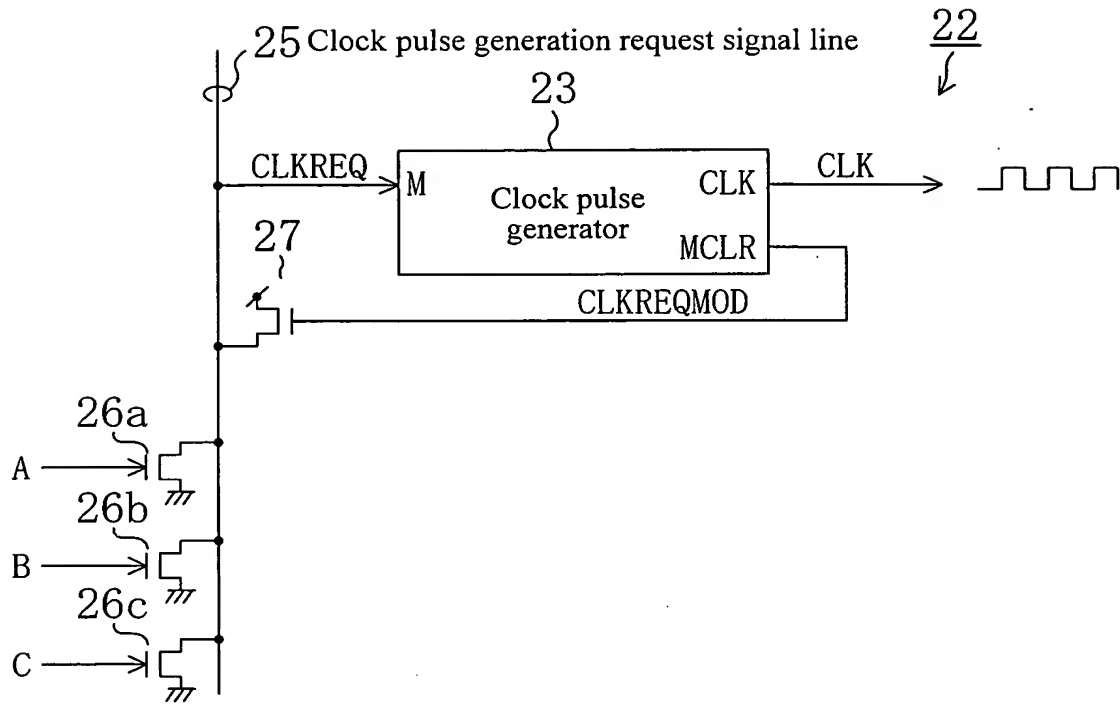 25 Clock pulse generation request signal line
22
23
CLKREQ
M
CLK
CLK
Clock pulse
generator
MCLR
27
CLKREQMOD
26a
A
26b
B
26c
C